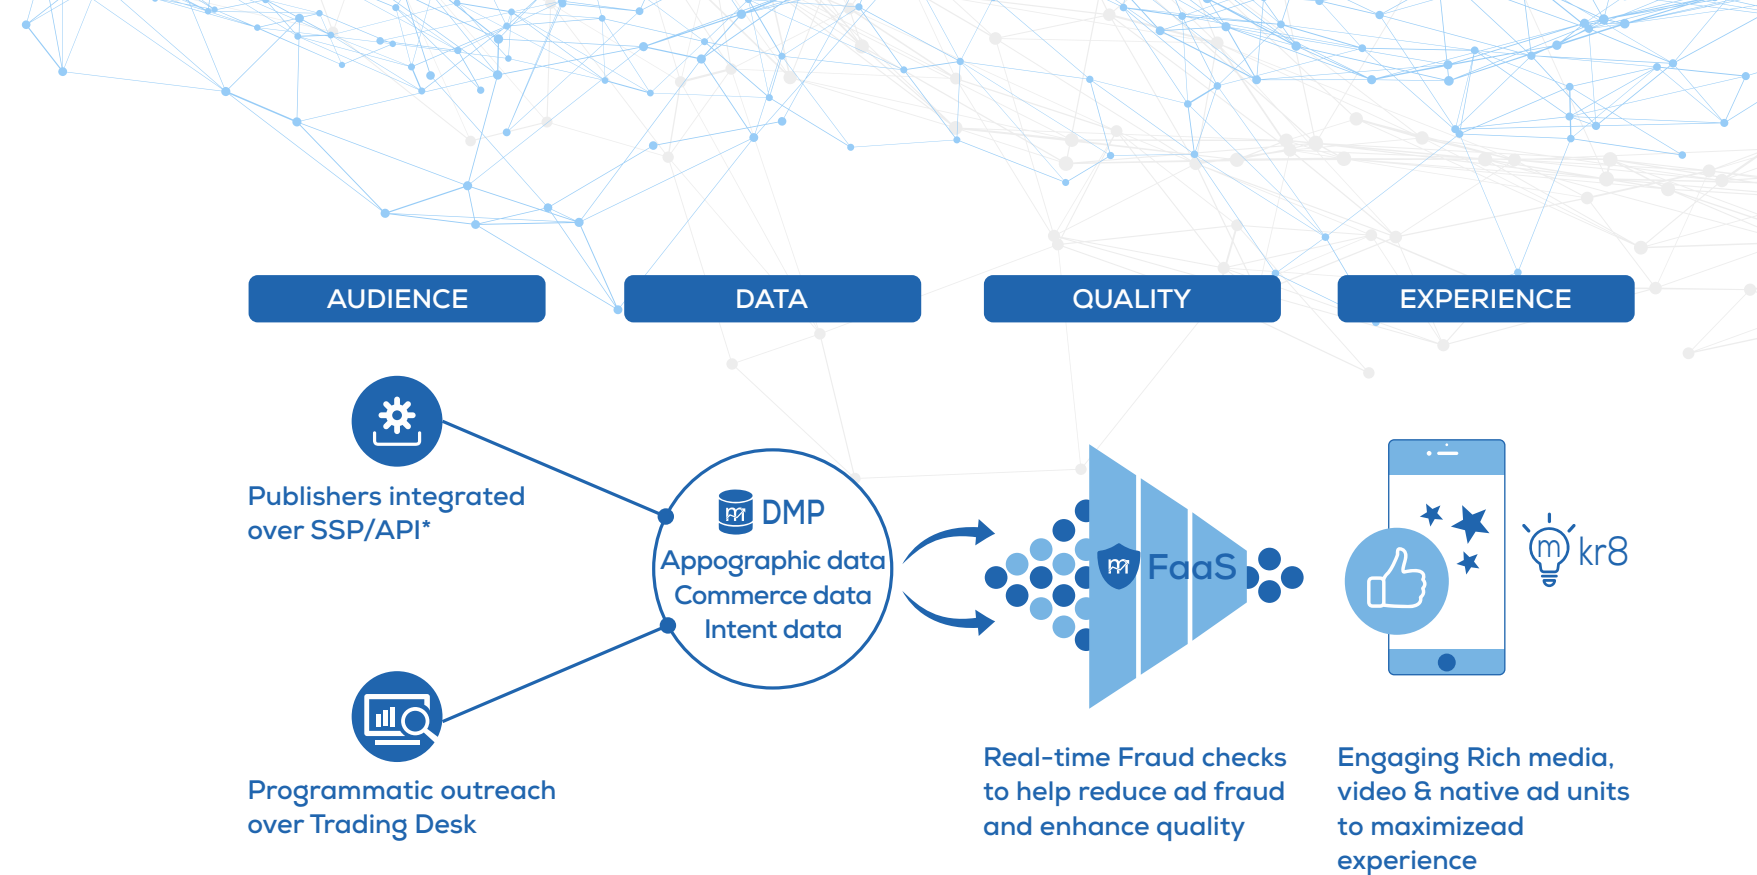 AUDIENCE
DATA
QUALITY
EXPERIENCE
Publishers integrated
over SSP/API*
Programmatic outreach
over Trading Desk
m DMP
Appographic data
Commerce data
Intent data
m FaaS
Real-time Fraud checks
to help reduce ad fraud
and enhance quality
m kr8
Engaging Rich media,
video & native ad units
to maximizead
experience